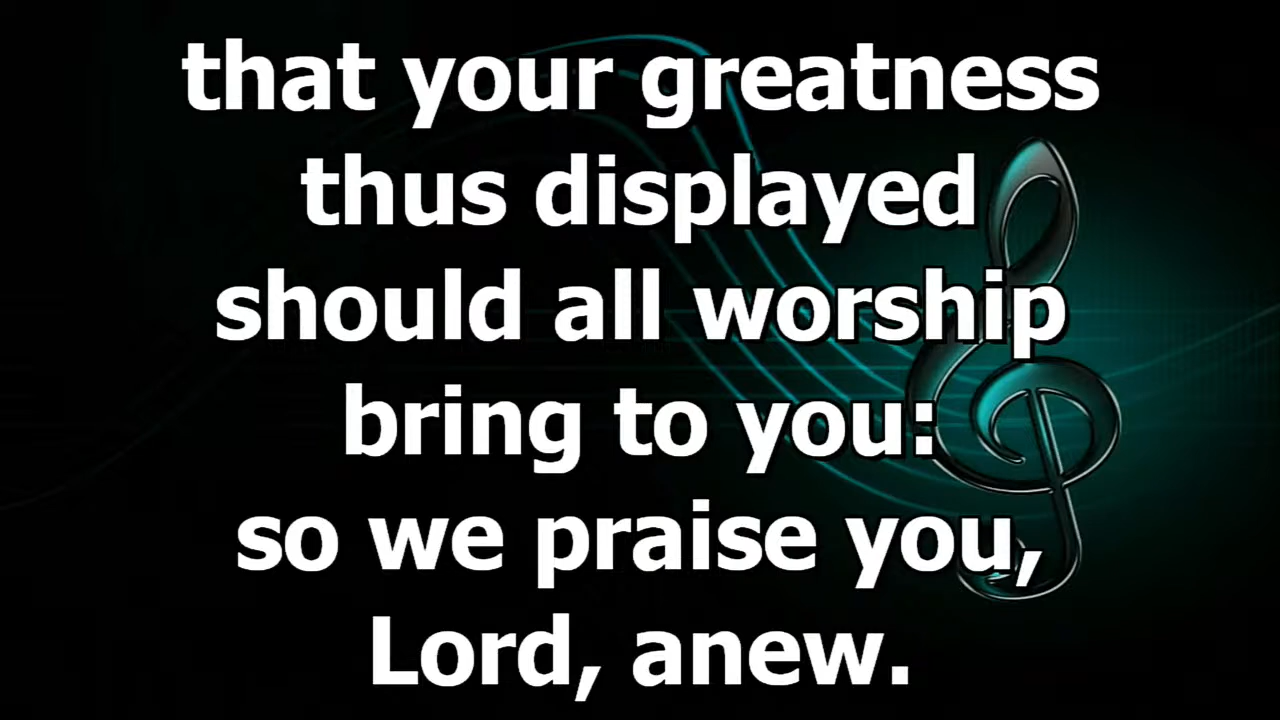 that your greatness
thus displayed
should all worship
bring to you:
so we praise you,
Lord, anew.